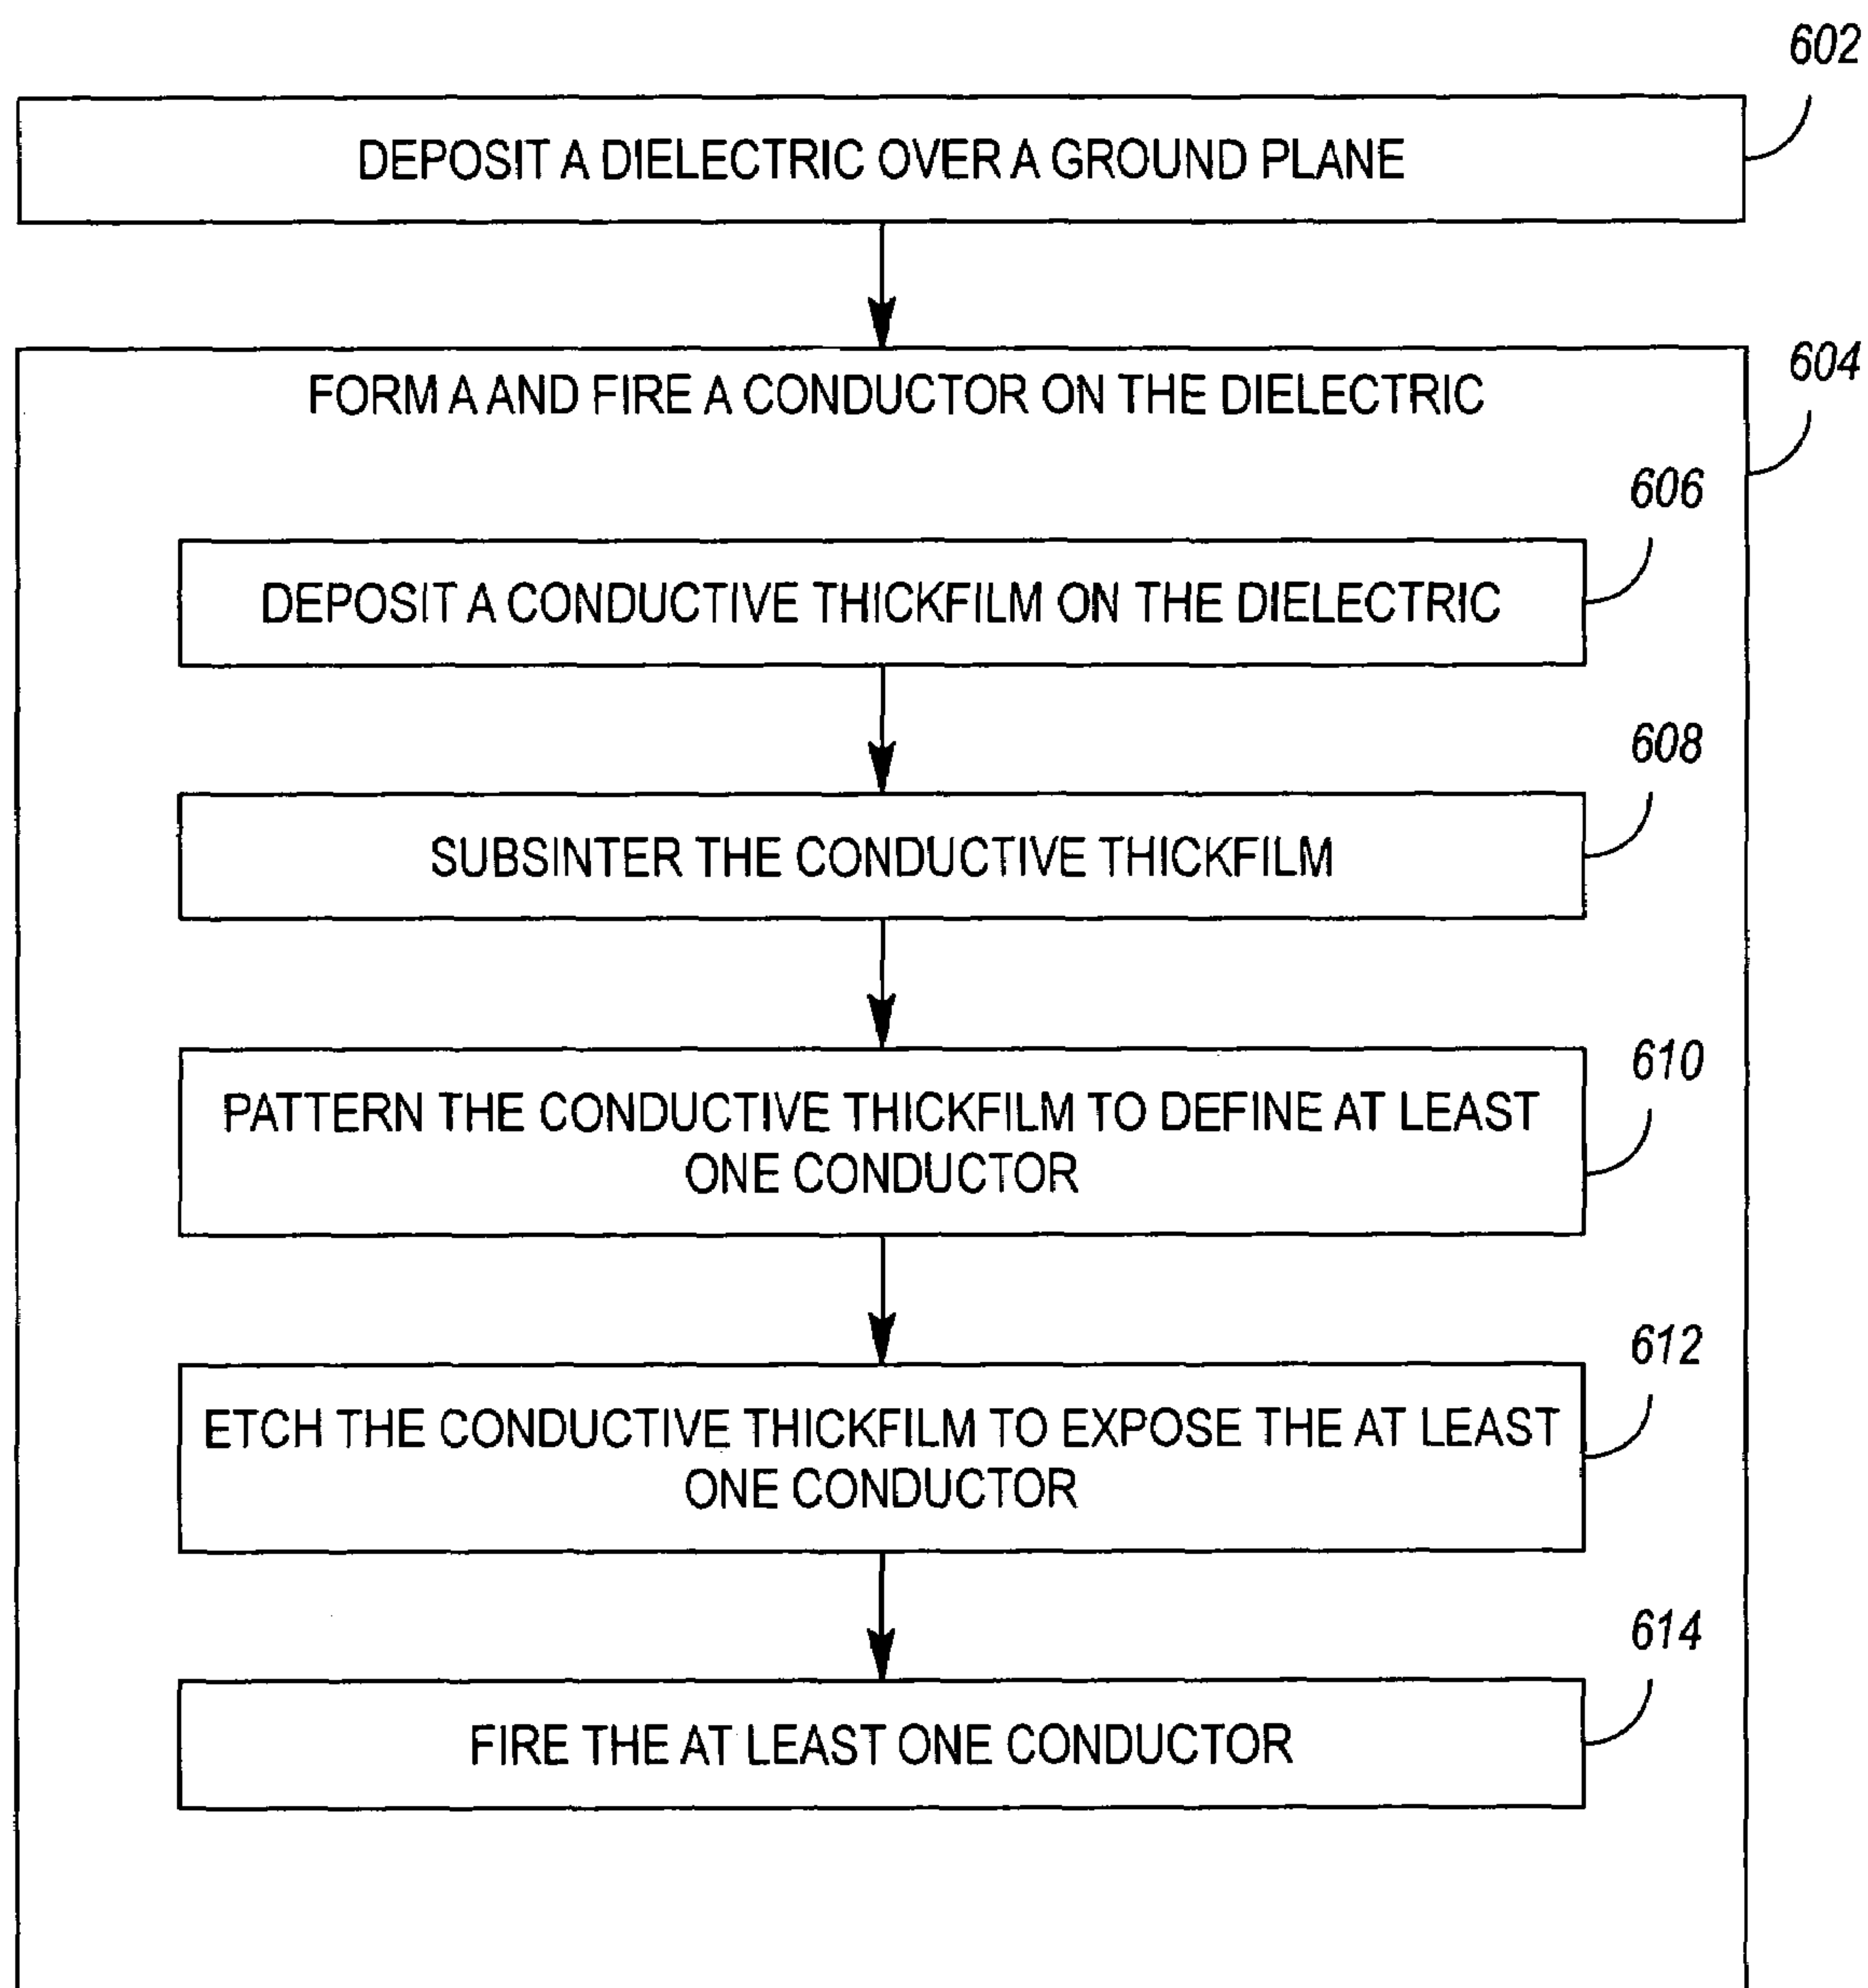 602
DEPOSIT A DIELECTRIC OVER A GROUND PLANE
604
FORM A AND FIRE A CONDUCTOR ON THE DIELECTRIC
606
DEPOSIT A CONDUCTIVE THICKFILM ON THE DIELECTRIC
608
SUBSINTER THE CONDUCTIVE THICKFILM
610
PATTERN THE CONDUCTIVE THICKFILM TO DEFINE AT LEAST
ONE CONDUCTOR
612
ETCH THE CONDUCTIVE THICKFILM TO EXPOSE THE AT LEAST
ONE CONDUCTOR
614
FIRE THE AT LEAST ONE CONDUCTOR